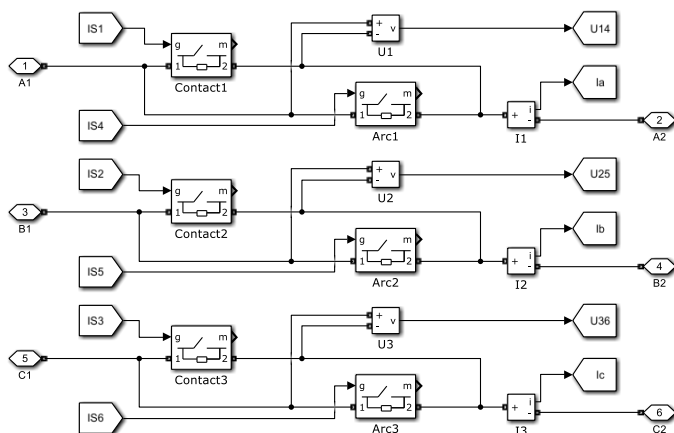 IS1
g m
+
- v
U14
1
1 2
U1
A1
Contact1
Ia
IS4
g m
1 2
Arc1
+ i
-
I1
2
A2
IS2
g m
+
- v
U25
3
1 2
U2
B1
Contact2
Ib
IS5
g m
1 2
Arc2
+ i
-
I2
4
B2
IS3
g m
+
- v
U36
5
1 2
U3
C1
Contact3
Ic
IS6
g m
1 2
Arc3
+ i
-
I3
6
C2